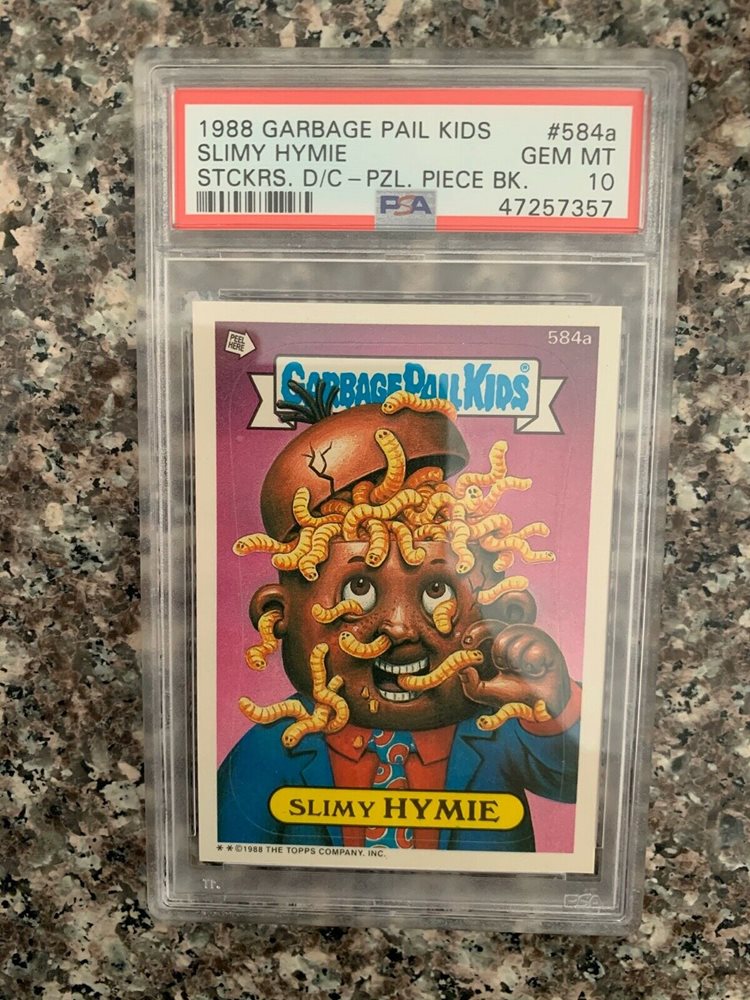 1988 GARBAGE PAIL KIDS #584a
SLIMY HYMIE GEM MT
STCKRS. D/C-PZL. PIECE BK. 10
PSA 47257357
PEEL HERE
584a
GARBAGE PAIL KIDS®
SLIMY HYMIE
**©1988 THE TOPPS COMPANY, INC.
PSA